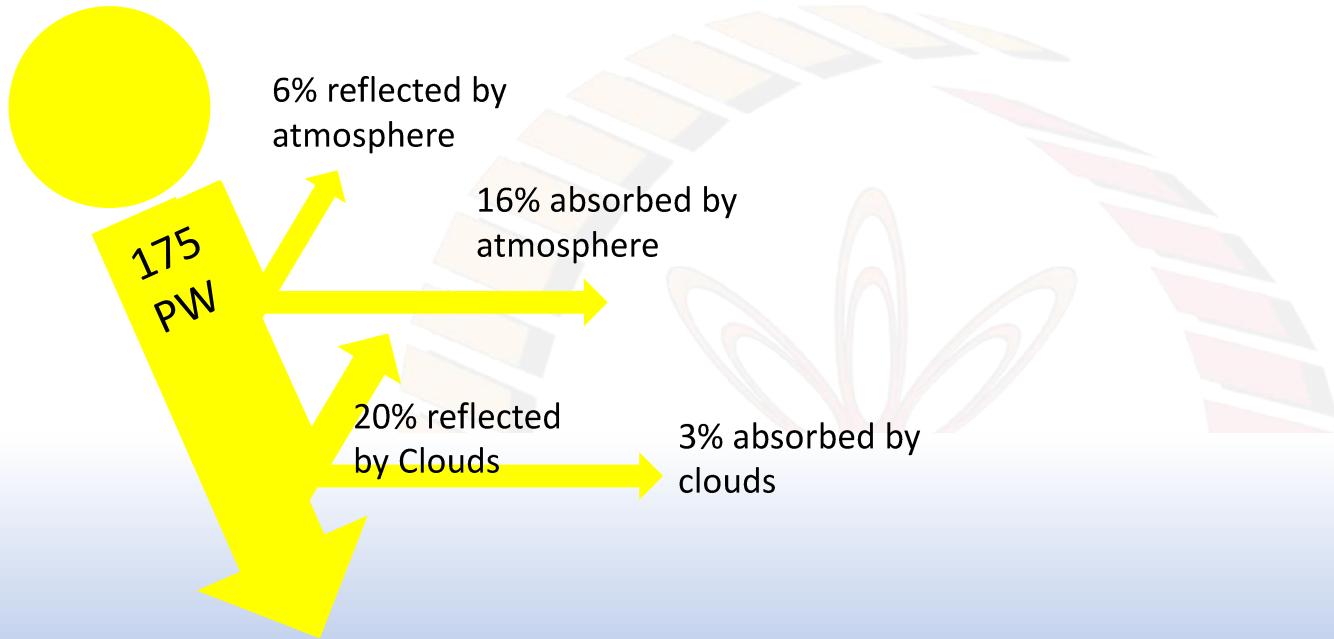 6% reflected by
atmosphere
16% absorbed by
atmosphere
175
PW
20% reflected
by Clouds
3% absorbed by
clouds